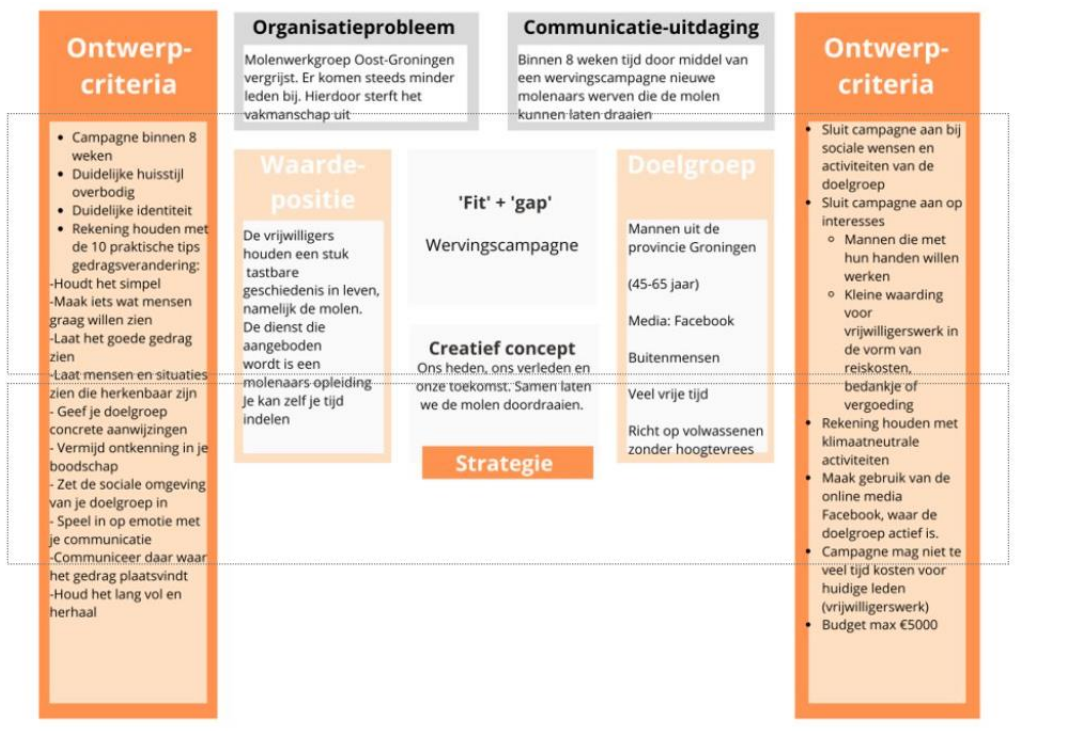 Ontwerp-
criteria
• Campagne binnen 8
weken
• Duidelijke huisstijl
overbodig
• Duidelijke identiteit
• Rekening houden met
de 10 praktische tips
gedragsverandering:
-Houdt het simpel
-Maak iets wat mensen
graag willen zien
-Laat het goede gedrag
zien
-Laat mensen en situaties
zien die herkenbaar zijn
- Geef je doelgroep
concrete aanwijzingen
- Vermijd ontkenning in je
boodschap
- Zet de sociale omgeving
van je doelgroep in
- Speel in op emotie met
je communicatie
-Communiceer daar waar
het gedrag plaatsvindt
-Houd het lang vol en
herhaal
Organisatieprobleem
Molenwerkgroep Oost-Groningen
vergrijst. Er komen steeds minder
leden bij. Hierdoor sterft het
vakmanschap uit
Communicatie-uitdaging
Binnen 8 weken tijd door middel van
een wervingscampagne nieuwe
molenaars werven die de molen
kunnen laten draaien
Waarde-
positie
De vrijwilligers
houden een stuk
tastbare
geschiedenis in leven,
namelijk de molen.
De dienst die
aangeboden
wordt is een
molenaars opleiding
Je kan zelf je tijd
indelen
'Fit' + 'gap'
Wervingscampagne
Creatief concept
Ons heden, ons verleden en
onze toekomst. Samen laten
we de molen doordraaien.
Strategie
Doelgroep
Mannen uit de
provincie Groningen
(45-65 jaar)
Media: Facebook
Buitenmensen
Veel vrije tijd
Richt op volwassenen
zonder hoogtevrees
Ontwerp-
criteria
• Sluit campagne aan bij
sociale wensen en
activiteiten van de
doelgroep
• Sluit campagne aan op
interesses
○ Mannen die met
hun handen willen
werken
○ Kleine waarding
voor
vrijwilligerswerk in
de vorm van
reiskosten,
bedankje of
vergoeding
• Rekening houden met
klimaatneutrale
activiteiten
• Maak gebruik van de
online media
Facebook, waar de
doelgroep actief is.
• Campagne mag niet te
veel tijd kosten voor
huidige leden
(vrijwilligerswerk)
• Budget max €5000